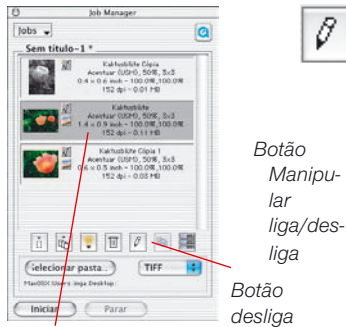 Job Manager
Jobs
Sem título-1 *
Kaktusblüte Cópia
Acentuar (USM), 50%, 3x3
0.4 x 0.6 inch - 100.0%,100.0%
152 dpi - 0.01 MB
Kaktusblüte
Acentuar (USM), 50%, 3x3
1.4 x 0.9 inch - 100.0%,100.0%
152 dpi - 0.11 MB
Kaktusblüte Cópia 1
Acentuar (USM), 50%, 3x3
0.6 x 0.5 inch - 100.0%,100.0%
152 dpi - 0.03 MB
Selecionar pasta...
TIFF
Iniciar
Parar
Botão
Manipu-
lar
liga/des-
liga
Botão
desliga